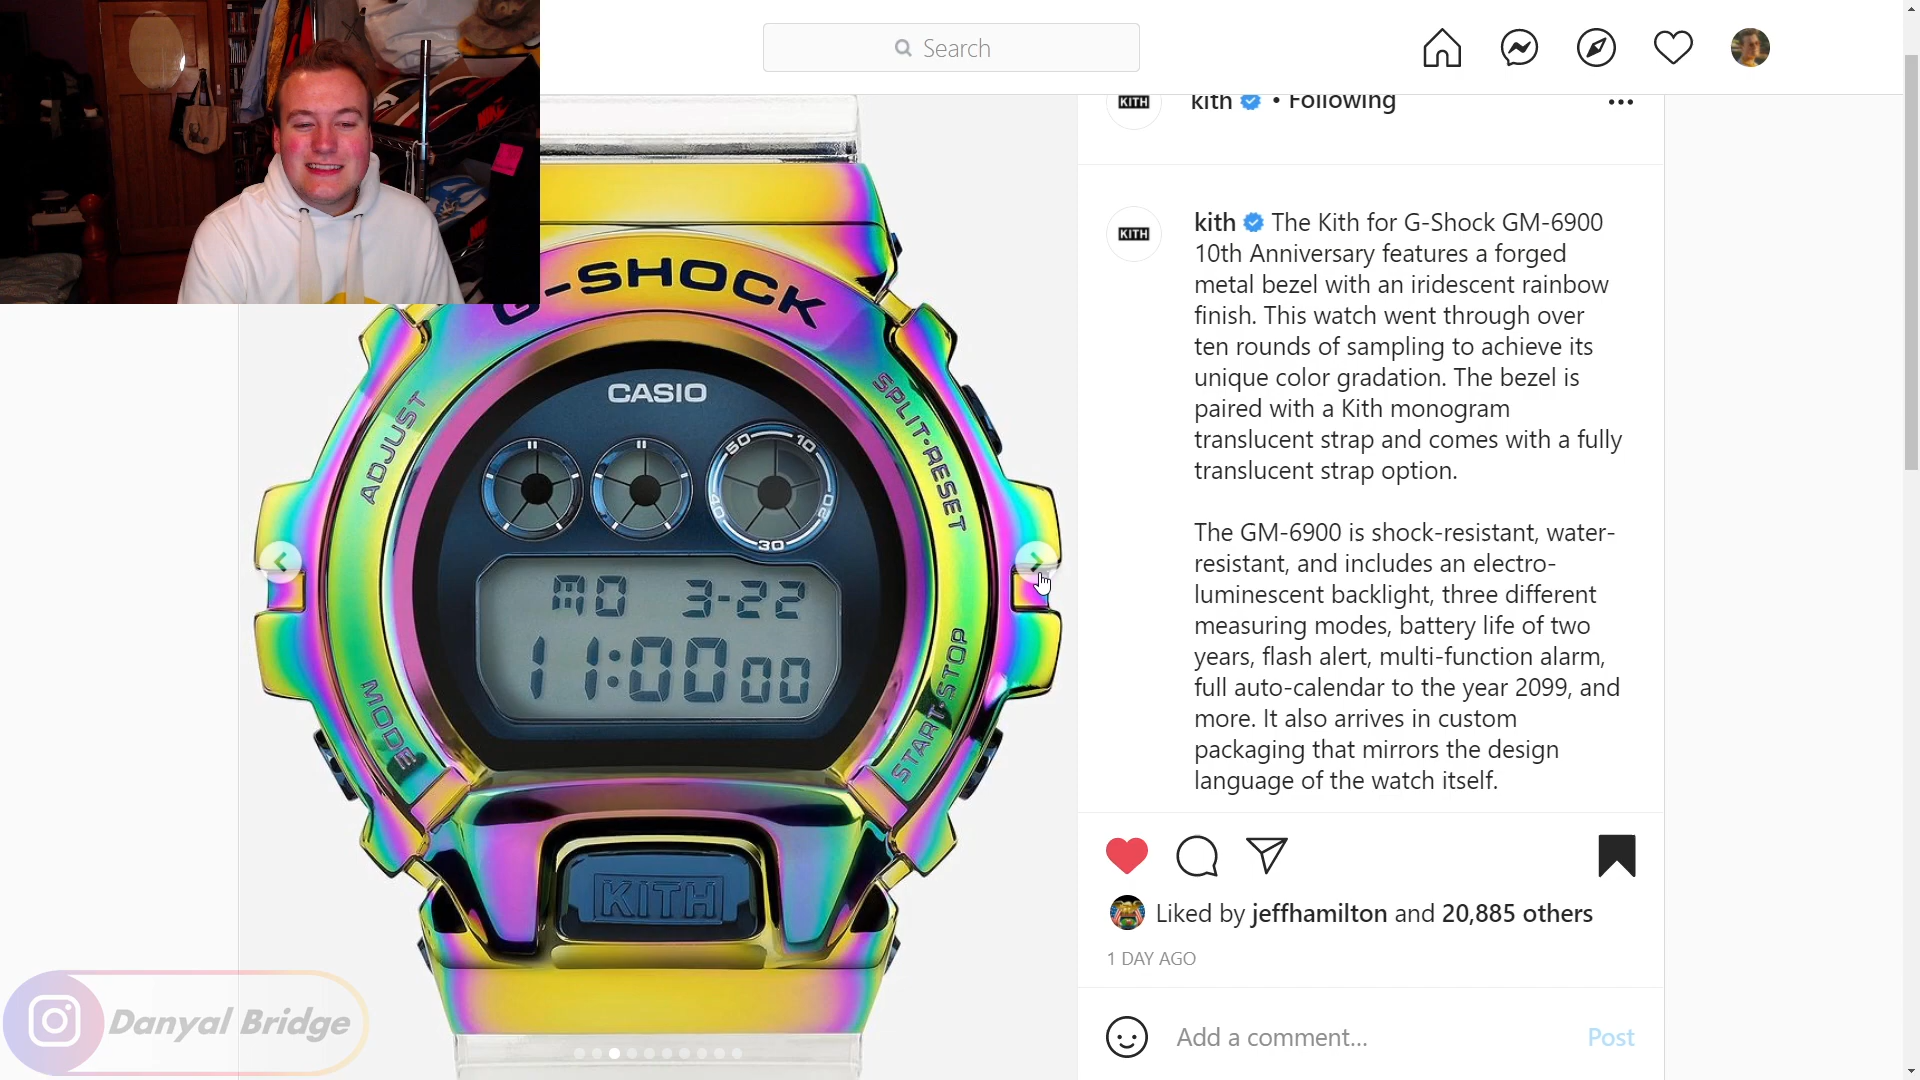 Search
KITH
kith • Following
KITH
kith The Kith for G-Shock GM-6900
10th Anniversary features a forged
metal bezel with an iridescent rainbow
finish. This watch went through over
ten rounds of sampling to achieve its
unique color gradation. The bezel is
paired with a Kith monogram
translucent strap and comes with a fully
translucent strap option.
The GM-6900 is shock-resistant, water-
resistant, and includes an electro-
luminescent backlight, three different
measuring modes, battery life of two
years, flash alert, multi-function alarm,
full auto-calendar to the year 2099, and
more. It also arrives in custom
packaging that mirrors the design
language of the watch itself.
Liked by jeffhamilton and 20,885 others
1 DAY AGO
Add a comment... Post
G-SHOCK
CASIO
ADJUST
SPLIT·RESET
50 10
40 20
30
MO 3-22
11:00 00
MODE
START·STOP
KITH
Danyal Bridge